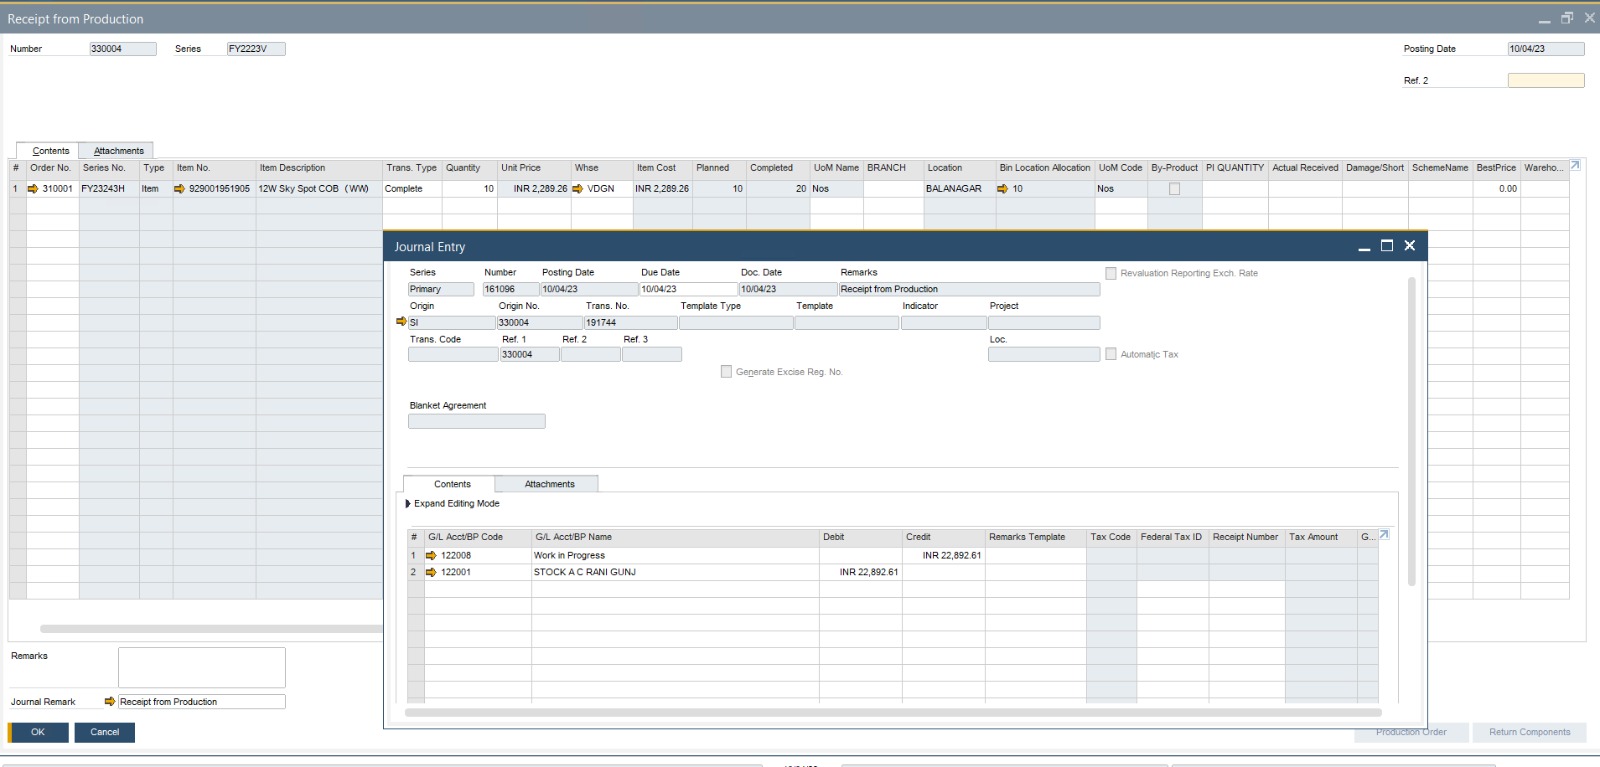 Receipt from Production
Number 330004 Series FY2223V Posting Date 10/04/23
Ref. 2
Contents Attachments
# Order No. Series No. Type Item No. Item Description Trans. Type Quantity Unit Price Whse Item Cost Planned Completed UoM Name BRANCH Location Bin Location Allocation UoM Code By-Product PI QUANTITY Actual Received Damage/Short SchemeName BestPrice Wareho...
1 310001 FY23243H Item 929001951905 12W Sky Spot COB （WW) Complete 10 INR 2,289.26 VDGN INR 2,289.26 10 20 Nos BALANAGAR 10 Nos 0.00
Journal Entry
Series Number Posting Date Due Date Doc. Date Remarks
Primary 161096 10/04/23 10/04/23 10/04/23 Receipt from Production
Revaluation Reporting Exch. Rate
Origin Origin No. Trans. No. Template Type Template Indicator Project
SI 330004 191744
Trans. Code Ref. 1 Ref. 2 Ref. 3 Loc.
330004
Automatic Tax
Generate Excise Reg. No.
Blanket Agreement
Contents Attachments
Expand Editing Mode
# G/L Acct/BP Code G/L Acct/BP Name Debit Credit Remarks Template Tax Code Federal Tax ID Receipt Number Tax Amount G...
1 122008 Work in Progress INR 22,892.61
2 122001 STOCK A C RANI GUNJ INR 22,892.61
Remarks
Journal Remark Receipt from Production
OK Cancel Production Order Return Components